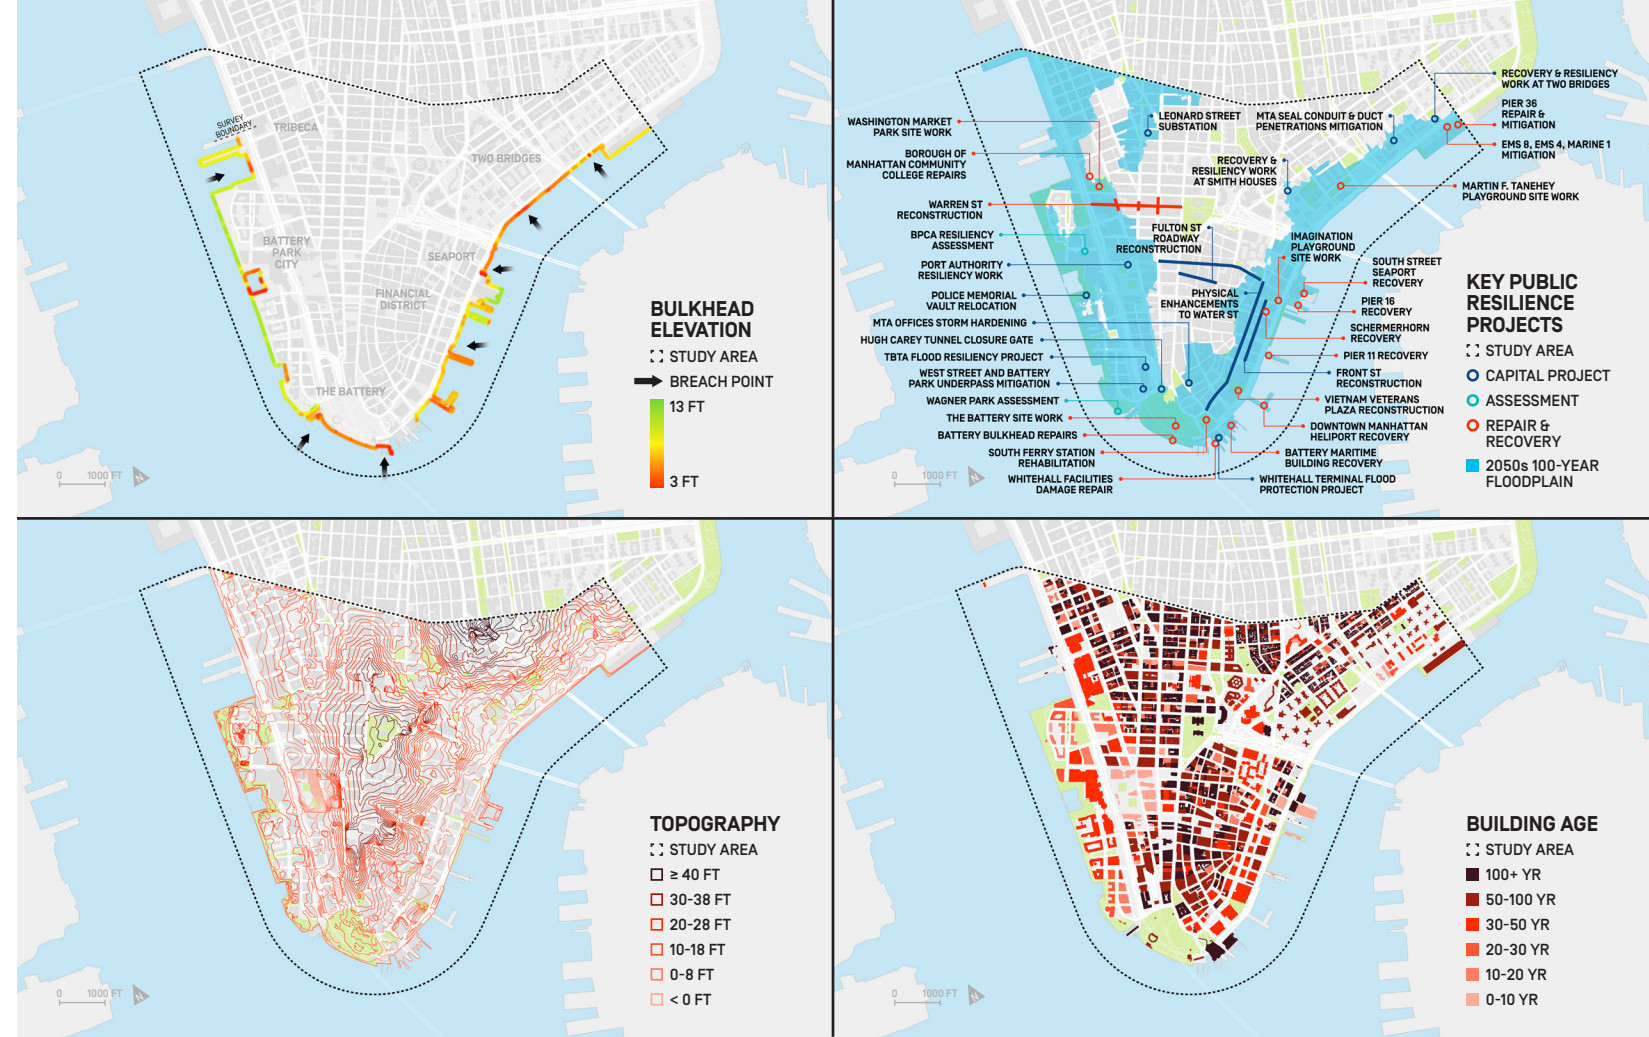 SURVEY
BOUNDARY
TRIBECA
TWO BRIDGES
BATTERY
PARK
CITY
SEAPORT
FINANCIAL
DISTRICT
THE BATTERY
BULKHEAD
ELEVATION
STUDY AREA
BREACH POINT
13 FT
3 FT
0 1000 FT
N
WASHINGTON MARKET
PARK SITE WORK
BOROUGH OF
MANHATTAN COMMUNITY
COLLEGE REPAIRS
WARREN ST
RECONSTRUCTION
BPCA RESILIENCY
ASSESSMENT
PORT AUTHORITY
RESILIENCY WORK
POLICE MEMORIAL
VAULT RELOCATION
MTA OFFICES STORM HARDENING
HUGH CAREY TUNNEL CLOSURE GATE
TBTA FLOOD RESILIENCY PROJECT
WEST STREET AND BATTERY
PARK UNDERPASS MITIGATION
WAGNER PARK ASSESSMENT
THE BATTERY SITE WORK
BATTERY BULKHEAD REPAIRS
SOUTH FERRY STATION
REHABILITATION
WHITEHALL FACILITIES
DAMAGE REPAIR
LEONARD STREET
SUBSTATION
MTA SEAL CONDUIT & DUCT
PENETRATIONS MITIGATION
RECOVERY &
RESILIENCY WORK
AT SMITH HOUSES
FULTON ST
ROADWAY
RECONSTRUCTION
PHYSICAL
ENHANCEMENTS
TO WATER ST
IMAGINATION
PLAYGROUND
SITE WORK
RECOVERY & RESILIENCY
WORK AT TWO BRIDGES
PIER 36
REPAIR &
MITIGATION
EMS 8, EMS 4, MARINE 1
MITIGATION
MARTIN F. TANEHEY
PLAYGROUND SITE WORK
SOUTH STREET
SEAPORT
RECOVERY
PIER 16
RECOVERY
SCHERMERHORN
RECOVERY
PIER 11 RECOVERY
FRONT ST
RECONSTRUCTION
VIETNAM VETERANS
PLAZA RECONSTRUCTION
DOWNTOWN MANHATTAN
HELIPORT RECOVERY
BATTERY MARITIME
BUILDING RECOVERY
WHITEHALL TERMINAL FLOOD
PROTECTION PROJECT
KEY PUBLIC
RESILIENCE
PROJECTS
STUDY AREA
CAPITAL PROJECT
ASSESSMENT
REPAIR &
RECOVERY
2050s 100-YEAR
FLOODPLAIN
0 1000 FT
N
TOPOGRAPHY
STUDY AREA
≥ 40 FT
30-38 FT
20-28 FT
10-18 FT
0-8 FT
< 0 FT
0 1000 FT
N
BUILDING AGE
STUDY AREA
100+ YR
50-100 YR
30-50 YR
20-30 YR
10-20 YR
0-10 YR
0 1000 FT
N